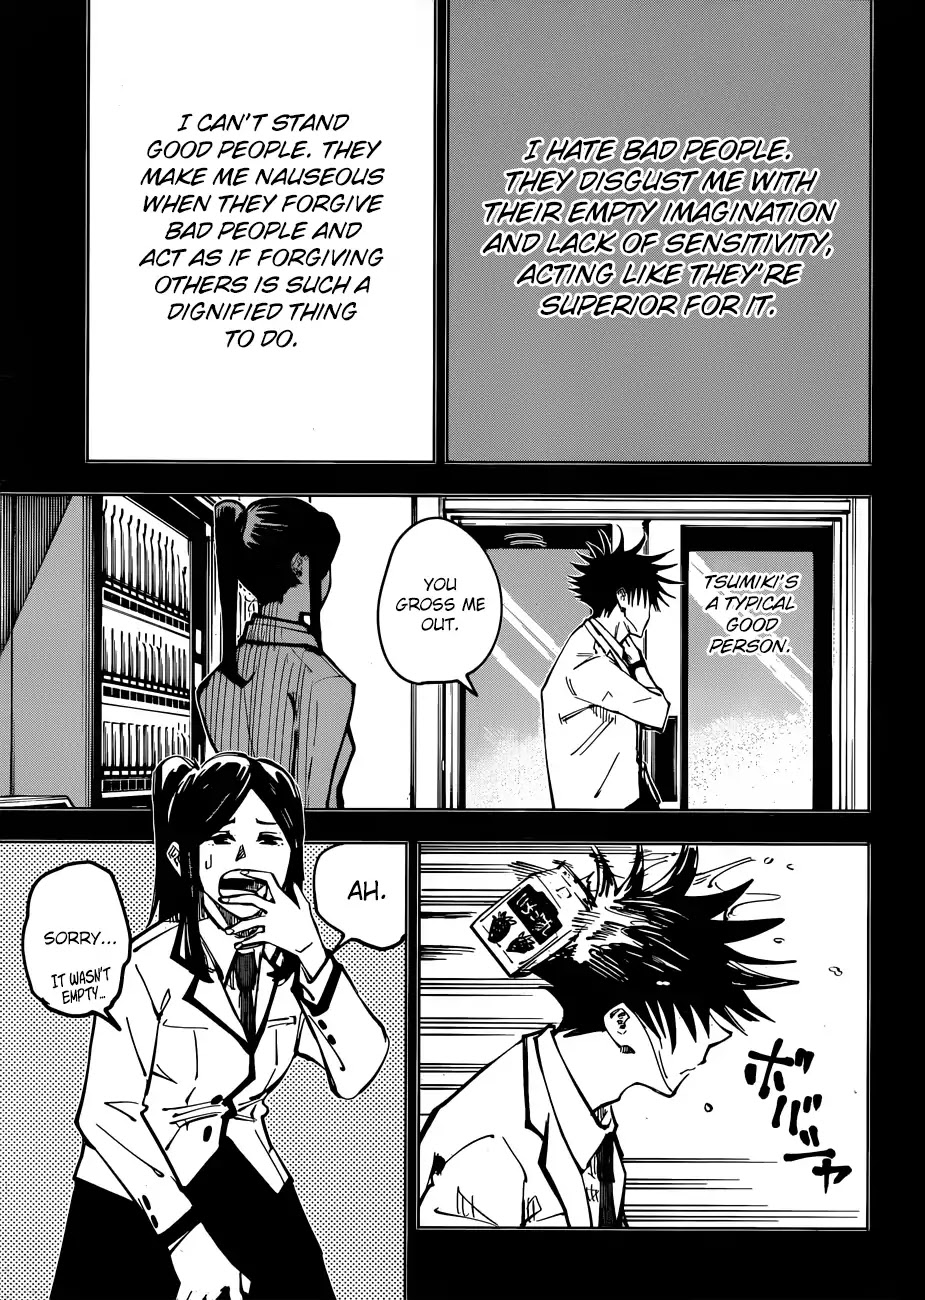 I HATE BAD PEOPLE.
THEY DISGUST ME WITH
THEIR EMPTY IMAGINATION
AND LACK OF SENSITIVITY,
ACTING LIKE THEY'RE
SUPERIOR FOR IT.
I CAN'T STAND
GOOD PEOPLE. THEY
MAKE ME NAUSEOUS
WHEN THEY FORGIVE
BAD PEOPLE AND
ACT AS IF FORGIVING
OTHERS IS SUCH A
DIGNIFIED THING
TO DO.
TSUMIKI'S
A TYPICAL
GOOD
PERSON.
YOU
GROSS ME
OUT.
ボバッチャ
AH.
SORRY...
IT WASN'T
EMPTY...